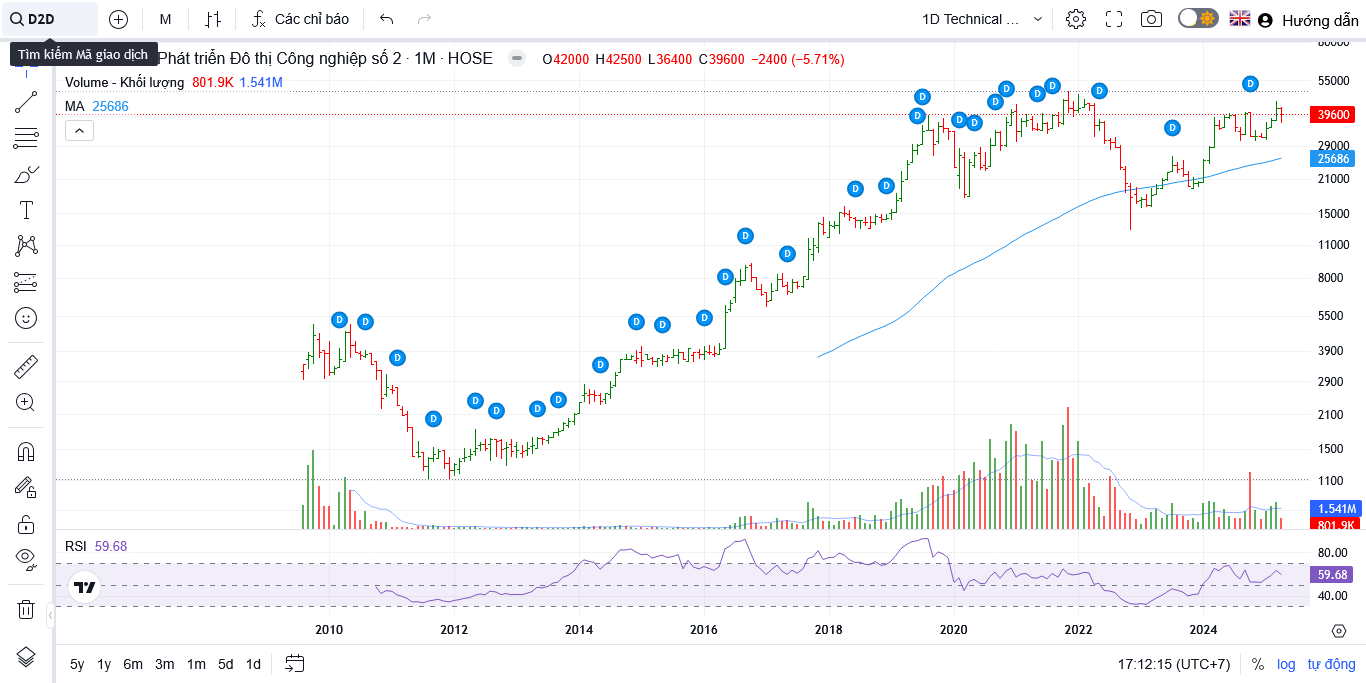 D2D
M
Các chỉ báo
1D Technical ...
Hướng dẫn
Tìm kiếm Mã giao dịch
Phát triển Đô thị Công nghiệp số 2 · 1M · HOSE
O42000 H42500 L36400 C39600 −2400 (−5.71%)
Volume - Khối lượng 801.9K 1.541M
MA 25686
80000
55000
39600
29000
25686
21000
15000
11000
8000
5500
3900
2900
2100
1500
1100
1.541M
801.9K
D D D D D D D D D D D D D D D D D D D D D D D D D D D D D D
RSI 59.68
80.00
59.68
40.00
2010 2012 2014 2016 2018 2020 2022 2024
5y 1y 6m 3m 1m 5d 1d
17:12:15 (UTC+7) % log tự động